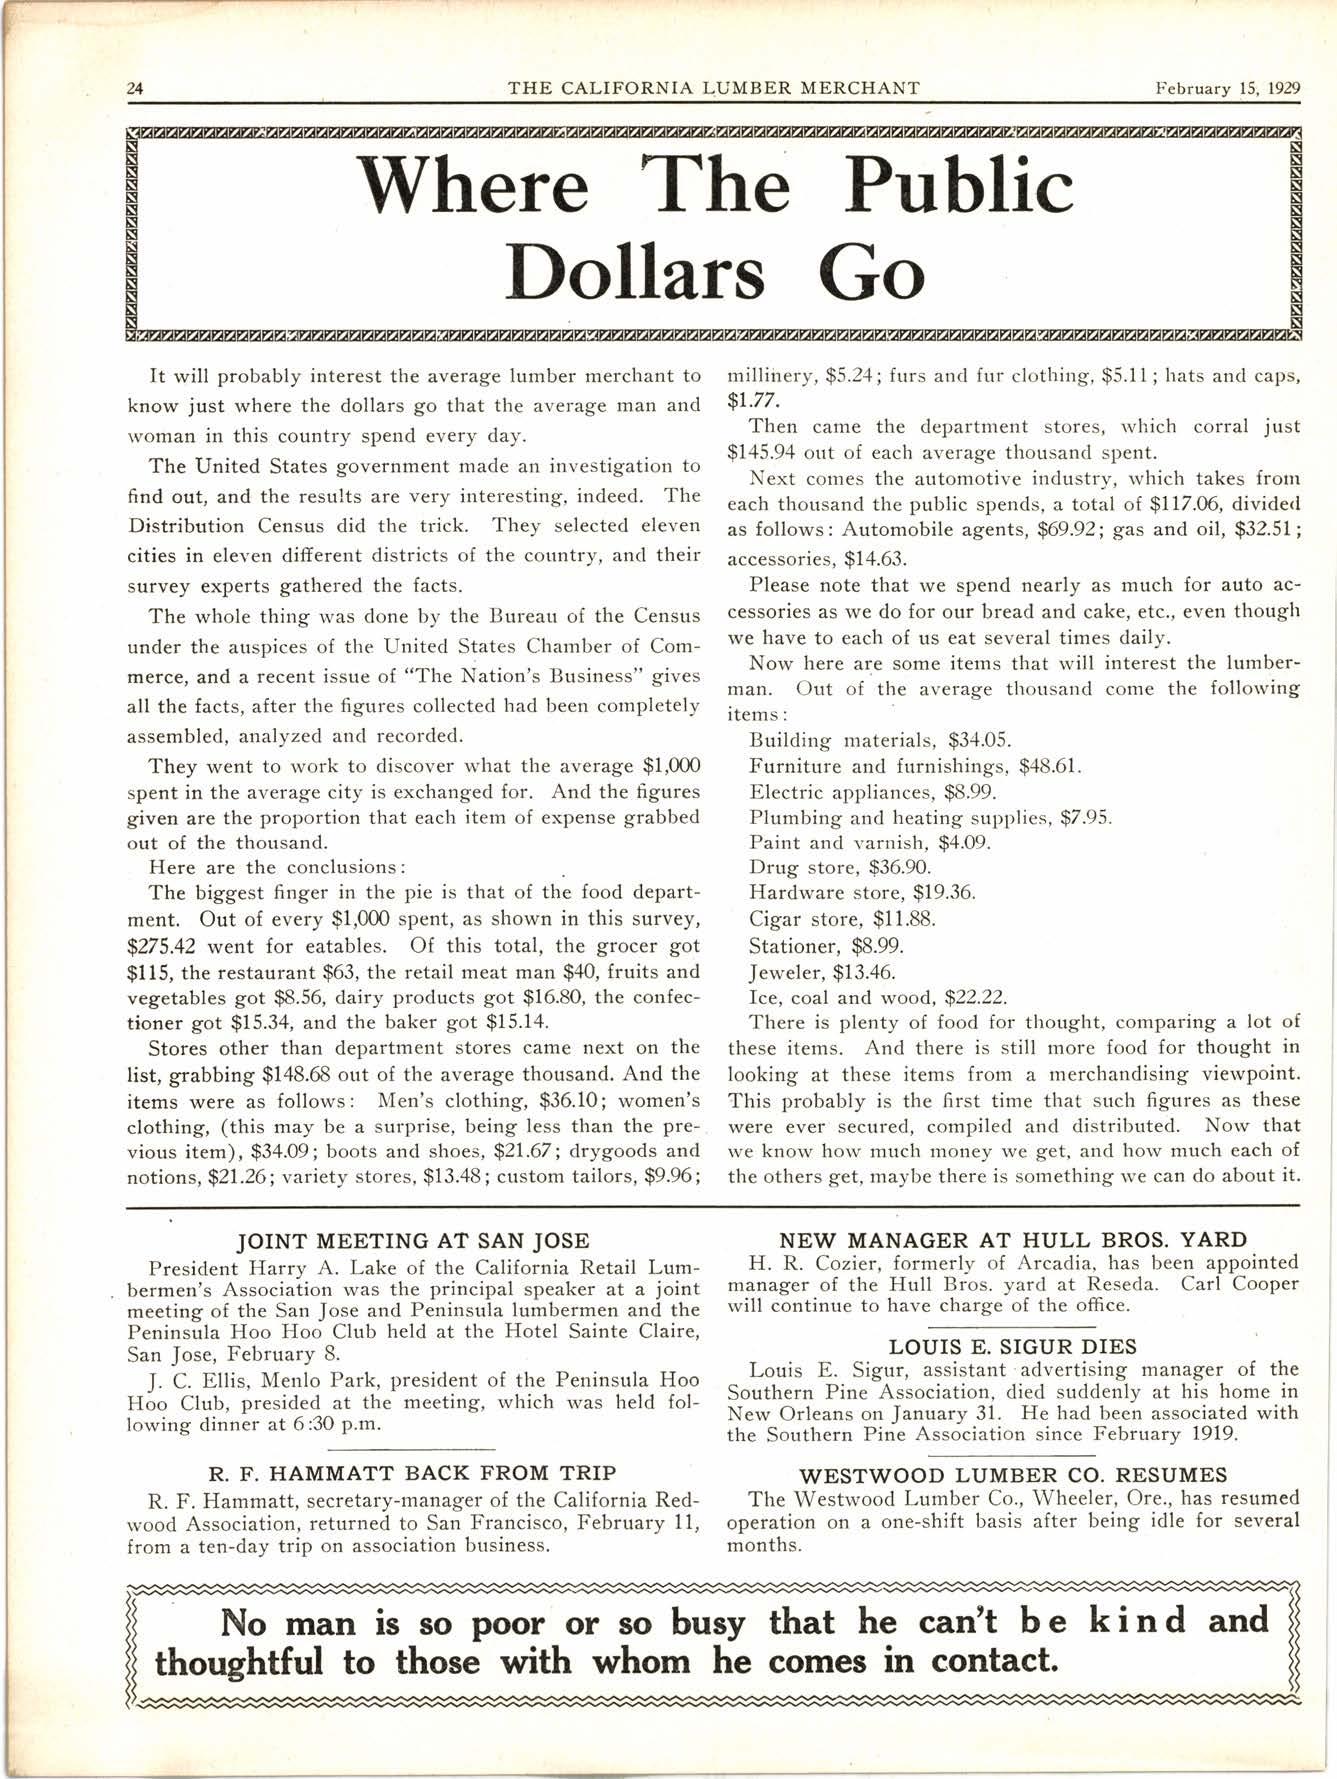 24
THE CALIFORNIA LUMBER MERCHANT
February 15, 1929
Where The Public
Dollars Go
It will probably interest the average lumber merchant to
know just where the dollars go that the average man and
woman in this country spend every day.
The United States government made an investigation to
find out, and the results are very interesting, indeed. The
Distribution Census did the trick. They selected eleven
cities in eleven different districts of the country, and their
survey experts gathered the facts.
The whole thing was done by the Bureau of the Census
under the auspices of the United States Chamber of Com-
merce, and a recent issue of "The Nation's Business" gives
all the facts, after the figures collected had been completely
assembled, analyzed and recorded.
They went to work to discover what the average $1,000
spent in the average city is exchanged for. And the figures
given are the proportion that each item of expense grabbed
out of the thousand.
Here are the conclusions:
The biggest finger in the pie is that of the food depart-
ment. Out of every $1,000 spent, as shown in this survey,
$275.42 went for eatables. Of this total, the grocer got
$115, the restaurant $63, the retail meat man $40, fruits and
vegetables got $8.56, dairy products got $16.80, the confec-
tioner got $15.34, and the baker got $15.14.
Stores other than department stores came next on the
list, grabbing $148.68 out of the average thousand. And the
items were as follows: Men's clothing, $36.10; women's
clothing, (this may be a surprise, being less than the pre-
vious item), $34.09; boots and shoes, $21.67; drygoods and
notions, $21.26; variety stores, $13.48; custom tailors, $9.96;
millinery, $5.24; furs and fur clothing, $5.11; hats and caps,
$1.77.
Then came the department stores, which corral just
$145.94 out of each average thousand spent.
Next comes the automotive industry, which takes from
each thousand the public spends, a total of $117.06, divided
as follows: Automobile agents, $69.92; gas and oil, $32.51;
accessories, $14.63.
Please note that we spend nearly as much for auto ac-
cessories as we do for our bread and cake, etc., even though
we have to each of us eat several times daily.
Now here are some items that will interest the lumber-
man. Out of the average thousand come the following
items:
Building materials, $34.05.
Furniture and furnishings, $48.61.
Electric appliances, $8.99.
Plumbing and heating supplies, $7.95.
Paint and varnish, $4.09.
Drug store, $36.90.
Hardware store, $19.36.
Cigar store, $11.88.
Stationer, $8.99.
Jeweler, $13.46.
Ice, coal and wood, $22.22.
There is plenty of food for thought, comparing a lot of
these items. And there is still more food for thought in
looking at these items from a merchandising viewpoint.
This probably is the first time that such figures as these
were ever secured, compiled and distributed. Now that
we know how much money we get, and how much each of
the others get, maybe there is something we can do about it.
JOINT MEETING AT SAN JOSE
President Harry A. Lake of the California Retail Lum-
bermen's Association was the principal speaker at a joint
meeting of the San Jose and Peninsula lumbermen and the
Peninsula Hoo Hoo Club held at the Hotel Sainte Claire,
San Jose, February 8.
J. C. Ellis, Menlo Park, president of the Peninsula Hoo
Hoo Club, presided at the meeting, which was held fol-
lowing dinner at 6:30 p.m.
R. F. HAMMATT BACK FROM TRIP
R. F. Hammatt, secretary-manager of the California Red-
wood Association, returned to San Francisco, February 11,
from a ten-day trip on association business.
NEW MANAGER AT HULL BROS. YARD
H. R. Cozier, formerly of Arcadia, has been appointed
manager of the Hull Bros. yard at Reseda. Carl Cooper
will continue to have charge of the office.
LOUIS E. SIGUR DIES
Louis E. Sigur, assistant advertising manager of the
Southern Pine Association, died suddenly at his home in
New Orleans on January 31. He had been associated with
the Southern Pine Association since February 1919.
WESTWOOD LUMBER CO. RESUMES
The Westwood Lumber Co., Wheeler, Ore., has resumed
operation on a one-shift basis after being idle for several
months.
No man is so poor or so busy that he can't be kind and
thoughtful to those with whom he comes in contact.